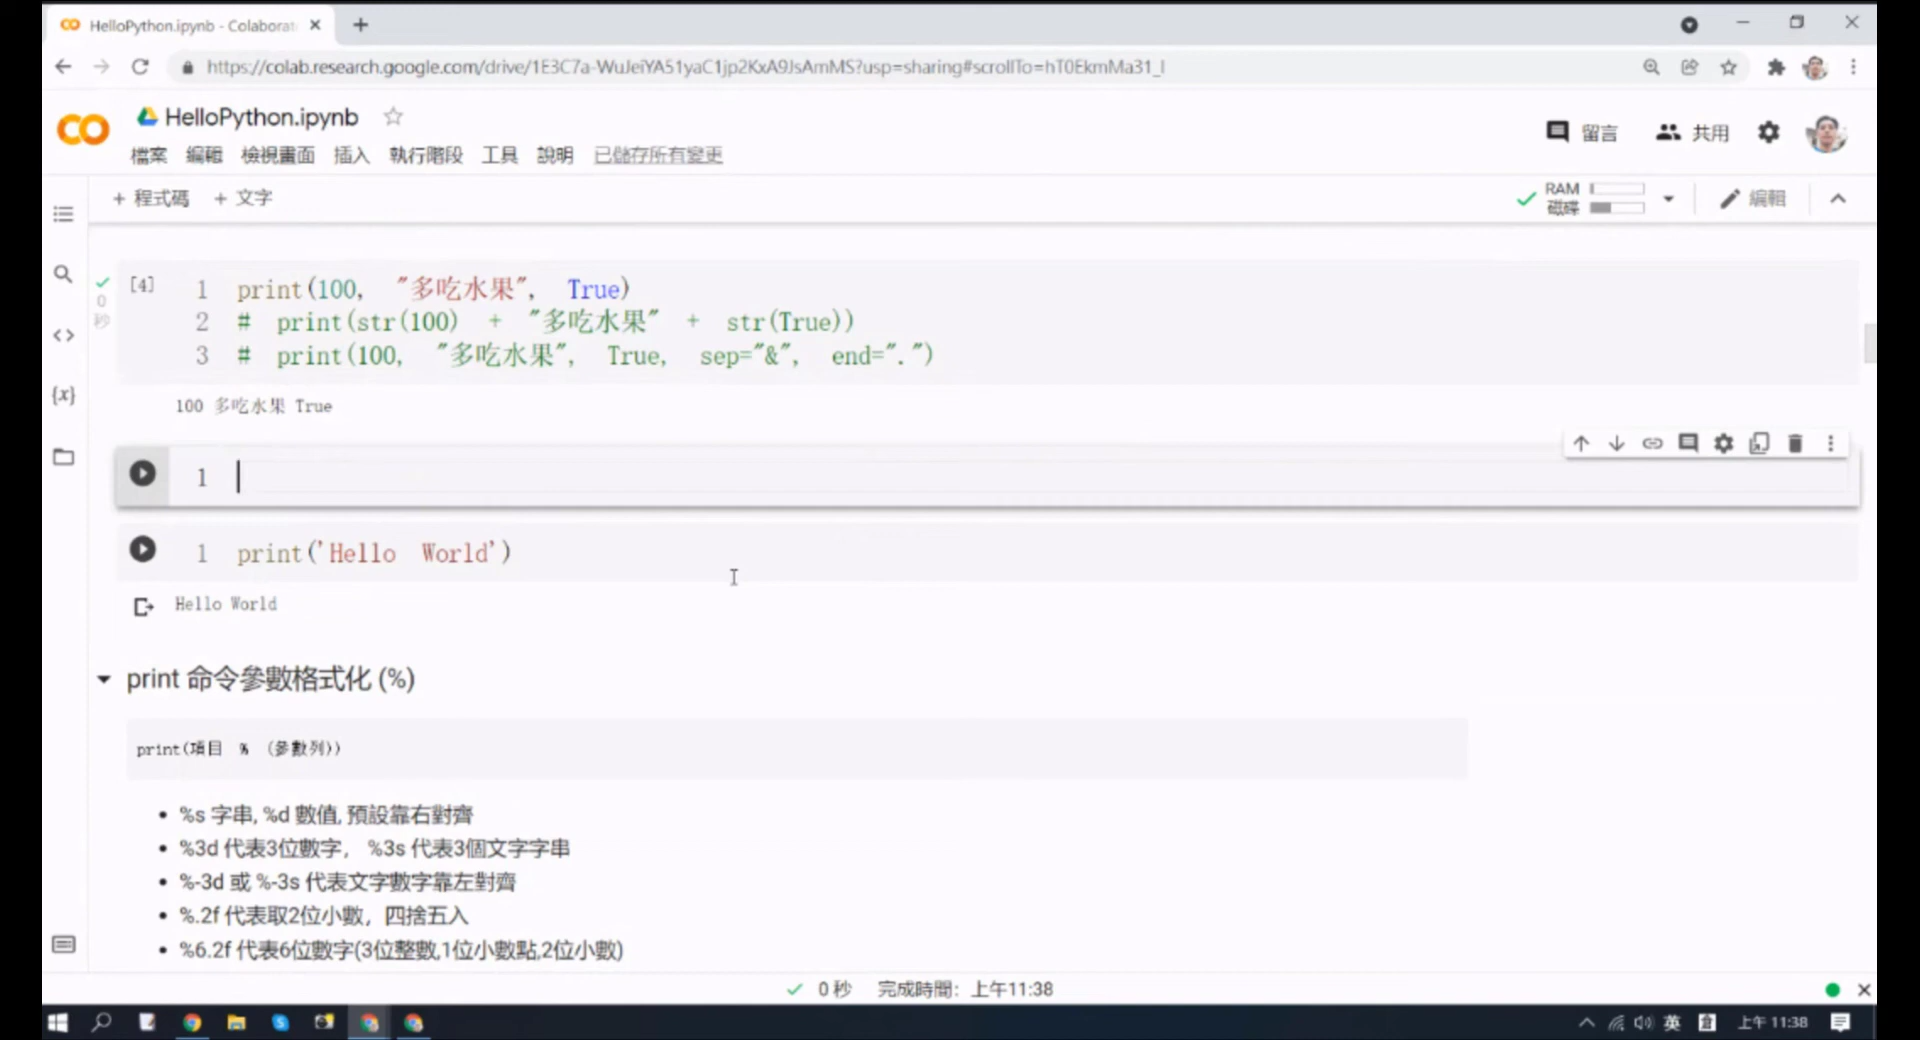 HelloPython.ipynb - Colaborat
https://colab.research.google.com/drive/1E3C7a-WuJeiYA51yaC1jp2KxA9JsAmMS?usp=sharing#scrollTo=hT0EkmMa31_I
HelloPython.ipynb
留言 共用
檔案 編輯 檢視畫面 插入 執行階段 工具 說明 已儲存所有變更
+ 程式碼 + 文字
RAM
磁碟
編輯
[4] 1 print(100, "多吃水果", True)
0
秒
2 # print(str(100) + "多吃水果" + str(True))
3 # print(100, "多吃水果", True, sep="&", end=".")
100 多吃水果 True
1
1 print('Hello World')
Hello World
print 命令參數格式化 (%)
print(項目 % (參數列))
• %s 字串, %d 數值, 預設靠右對齊
• %3d 代表3位數字, %3s 代表3個文字字串
• %-3d 或 %-3s 代表文字數字靠左對齊
• %.2f 代表取2位小數，四捨五入
• %6.2f 代表6位數字(3位整數,1位小數點,2位小數)
0 秒 完成時間：上午11:38
英 上午 11:38